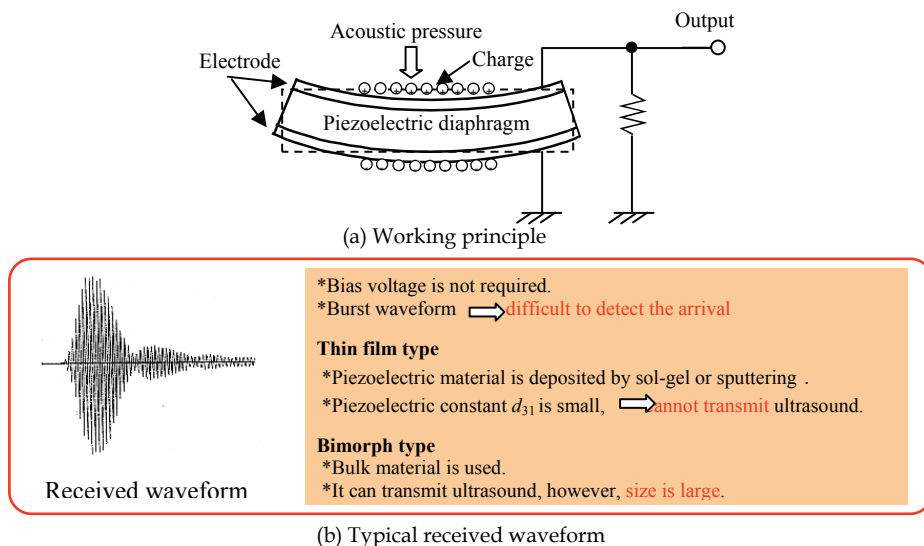 Output
Acoustic pressure
Charge
Electrode
Piezoelectric diaphragm
(a) Working principle
*Bias voltage is not required.
*Burst waveform difficult to detect the arrival
Thin film type
*Piezoelectric material is deposited by sol-gel or sputtering .
*Piezoelectric constant d31 is small, annot transmit ultrasound.
Bimorph type
*Bulk material is used.
*It can transmit ultrasound, however, size is large.
Received waveform
(b) Typical received waveform